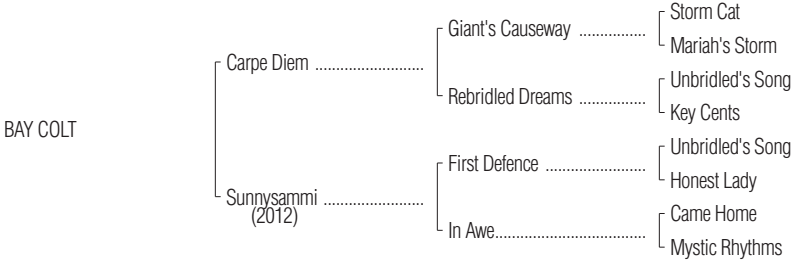 Storm Cat
Giant's Causeway ................
Mariah's Storm
Carpe Diem ..........................
Unbridled's Song
Rebridled Dreams ................
Key Cents
BAY COLT
Unbridled's Song
First Defence ........................
Honest Lady
Sunnysammi ........................
(2012)
Came Home
In Awe....................................
Mystic Rhythms